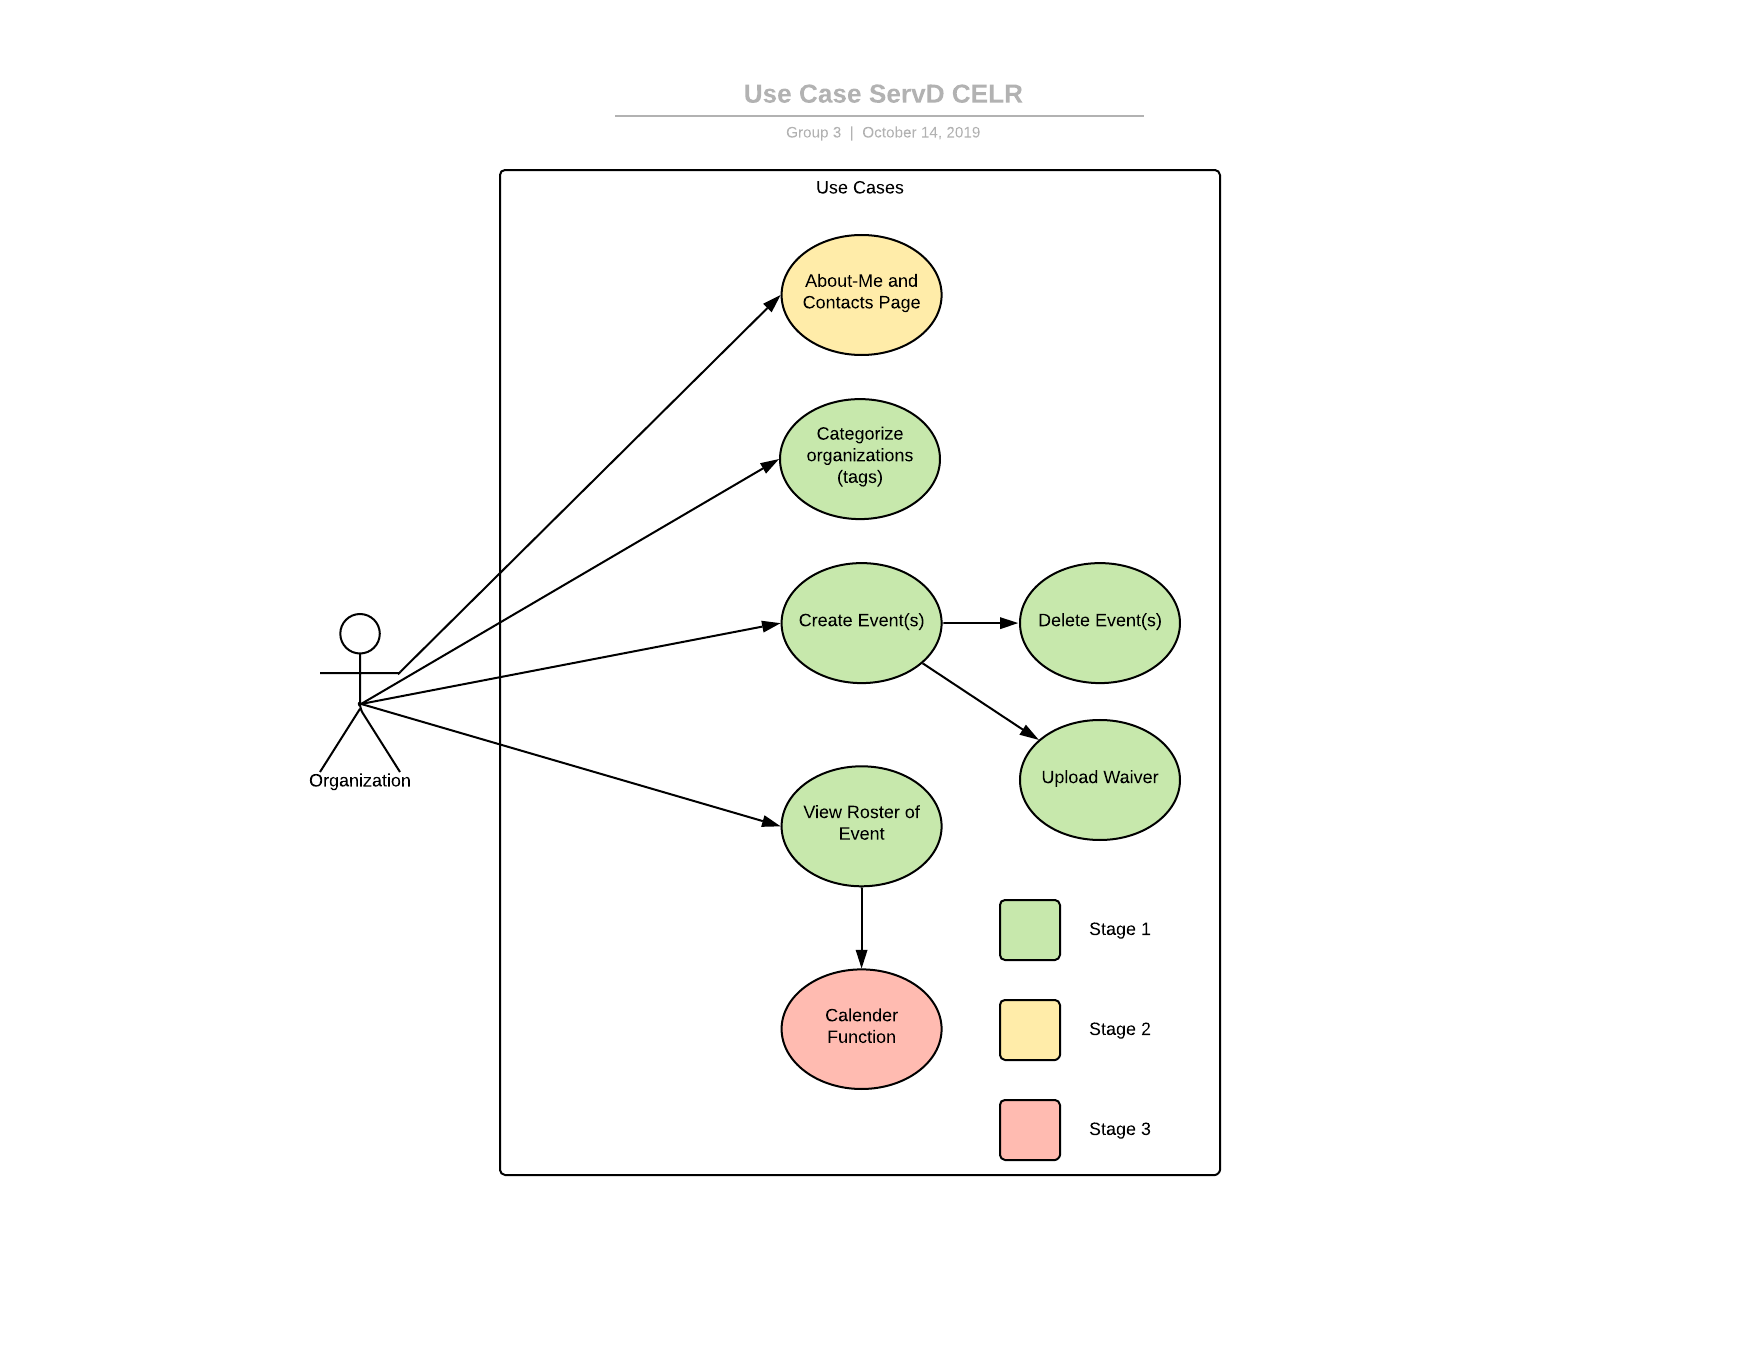 Use Case ServD CELR
Group 3 | October 14, 2019
Use Cases
About-Me and
Contacts Page
Categorize
organizations
(tags)
Create Event(s)
Delete Event(s)
Organization
Upload Waiver
View Roster of
Event
Calender
Function
Stage 1
Stage 2
Stage 3